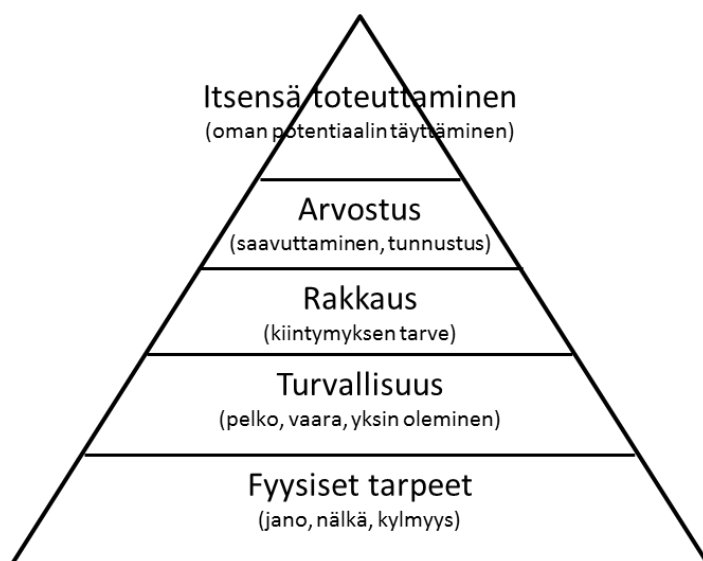 Itsensä toteuttaminen
(oman potentiaalin täyttäminen)
Arvostus
(saavuttaminen, tunnustus)
Rakkaus
(kiintymyksen tarve)
Turvallisuus
(pelko, vaara, yksin oleminen)
Fyysiset tarpeet
(jano, nälkä, kylmyys)